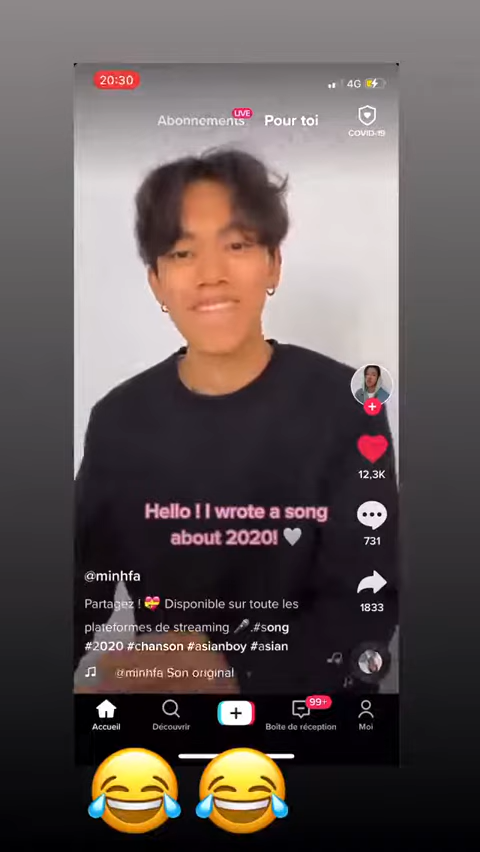 20:30
4G
Abonnements
LIVE
Pour toi
COVID-19
Hello ! I wrote a song
about 2020! 🤍
12,3K
731
1833
@minhfa
Partagez ! 💝 Disponible sur toute les
plateformes de streaming 🎤.#song
#2020 #chanson #asianboy #asian
@minhfa Son original
99+
Accueil
Découvrir
Boîte de réception
Moi